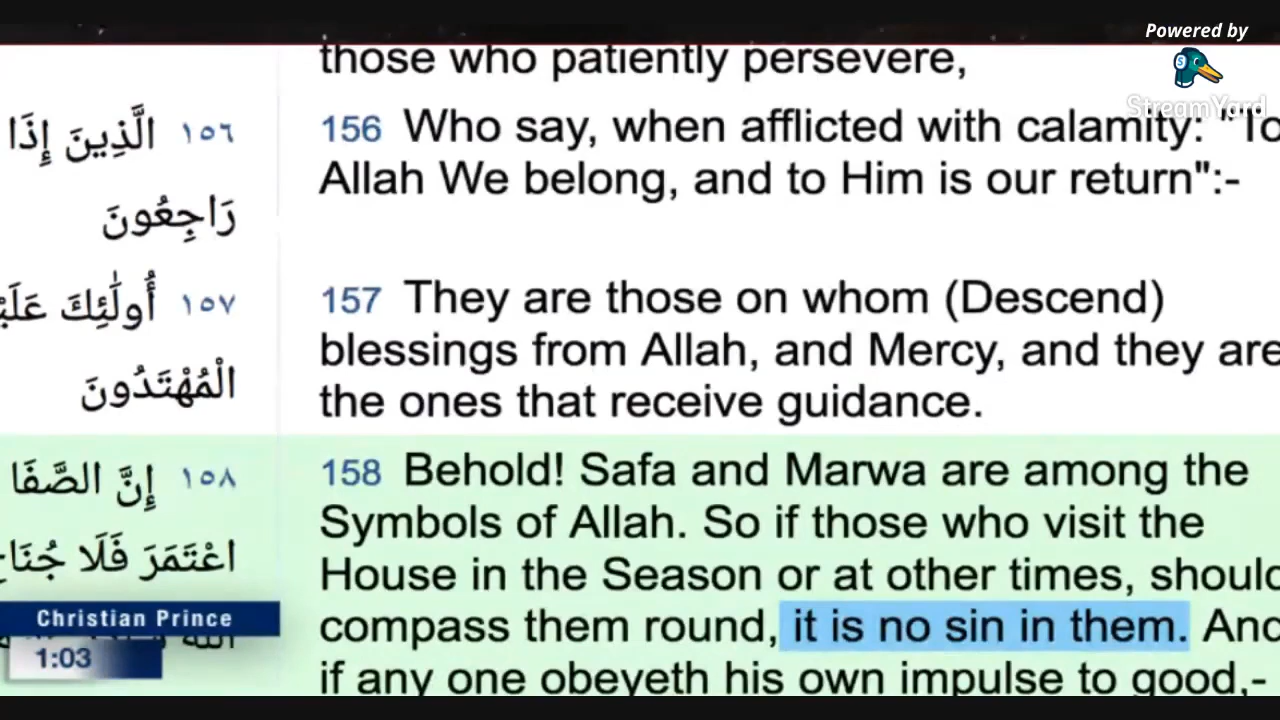 Powered by
StreamYard
those who patiently persevere,
١٥٦ الَّذِينَ إِذَا
رَاجِعُونَ
156 Who say, when afflicted with calamity: "To
Allah We belong, and to Him is our return":-
١٥٧ أُولَٰئِكَ
الْمُهْتَدُونَ
157 They are those on whom (Descend)
blessings from Allah, and Mercy, and they are
the ones that receive guidance.
١٥٨ إِنَّ الصَّفَا
اعْتَمَرَ فَلَا
158 Behold! Safa and Marwa are among the
Symbols of Allah. So if those who visit the
House in the Season or at other times, should
compass them round, it is no sin in them. And
if any one obeyeth his own impulse to good,-
Christian Prince
1:03